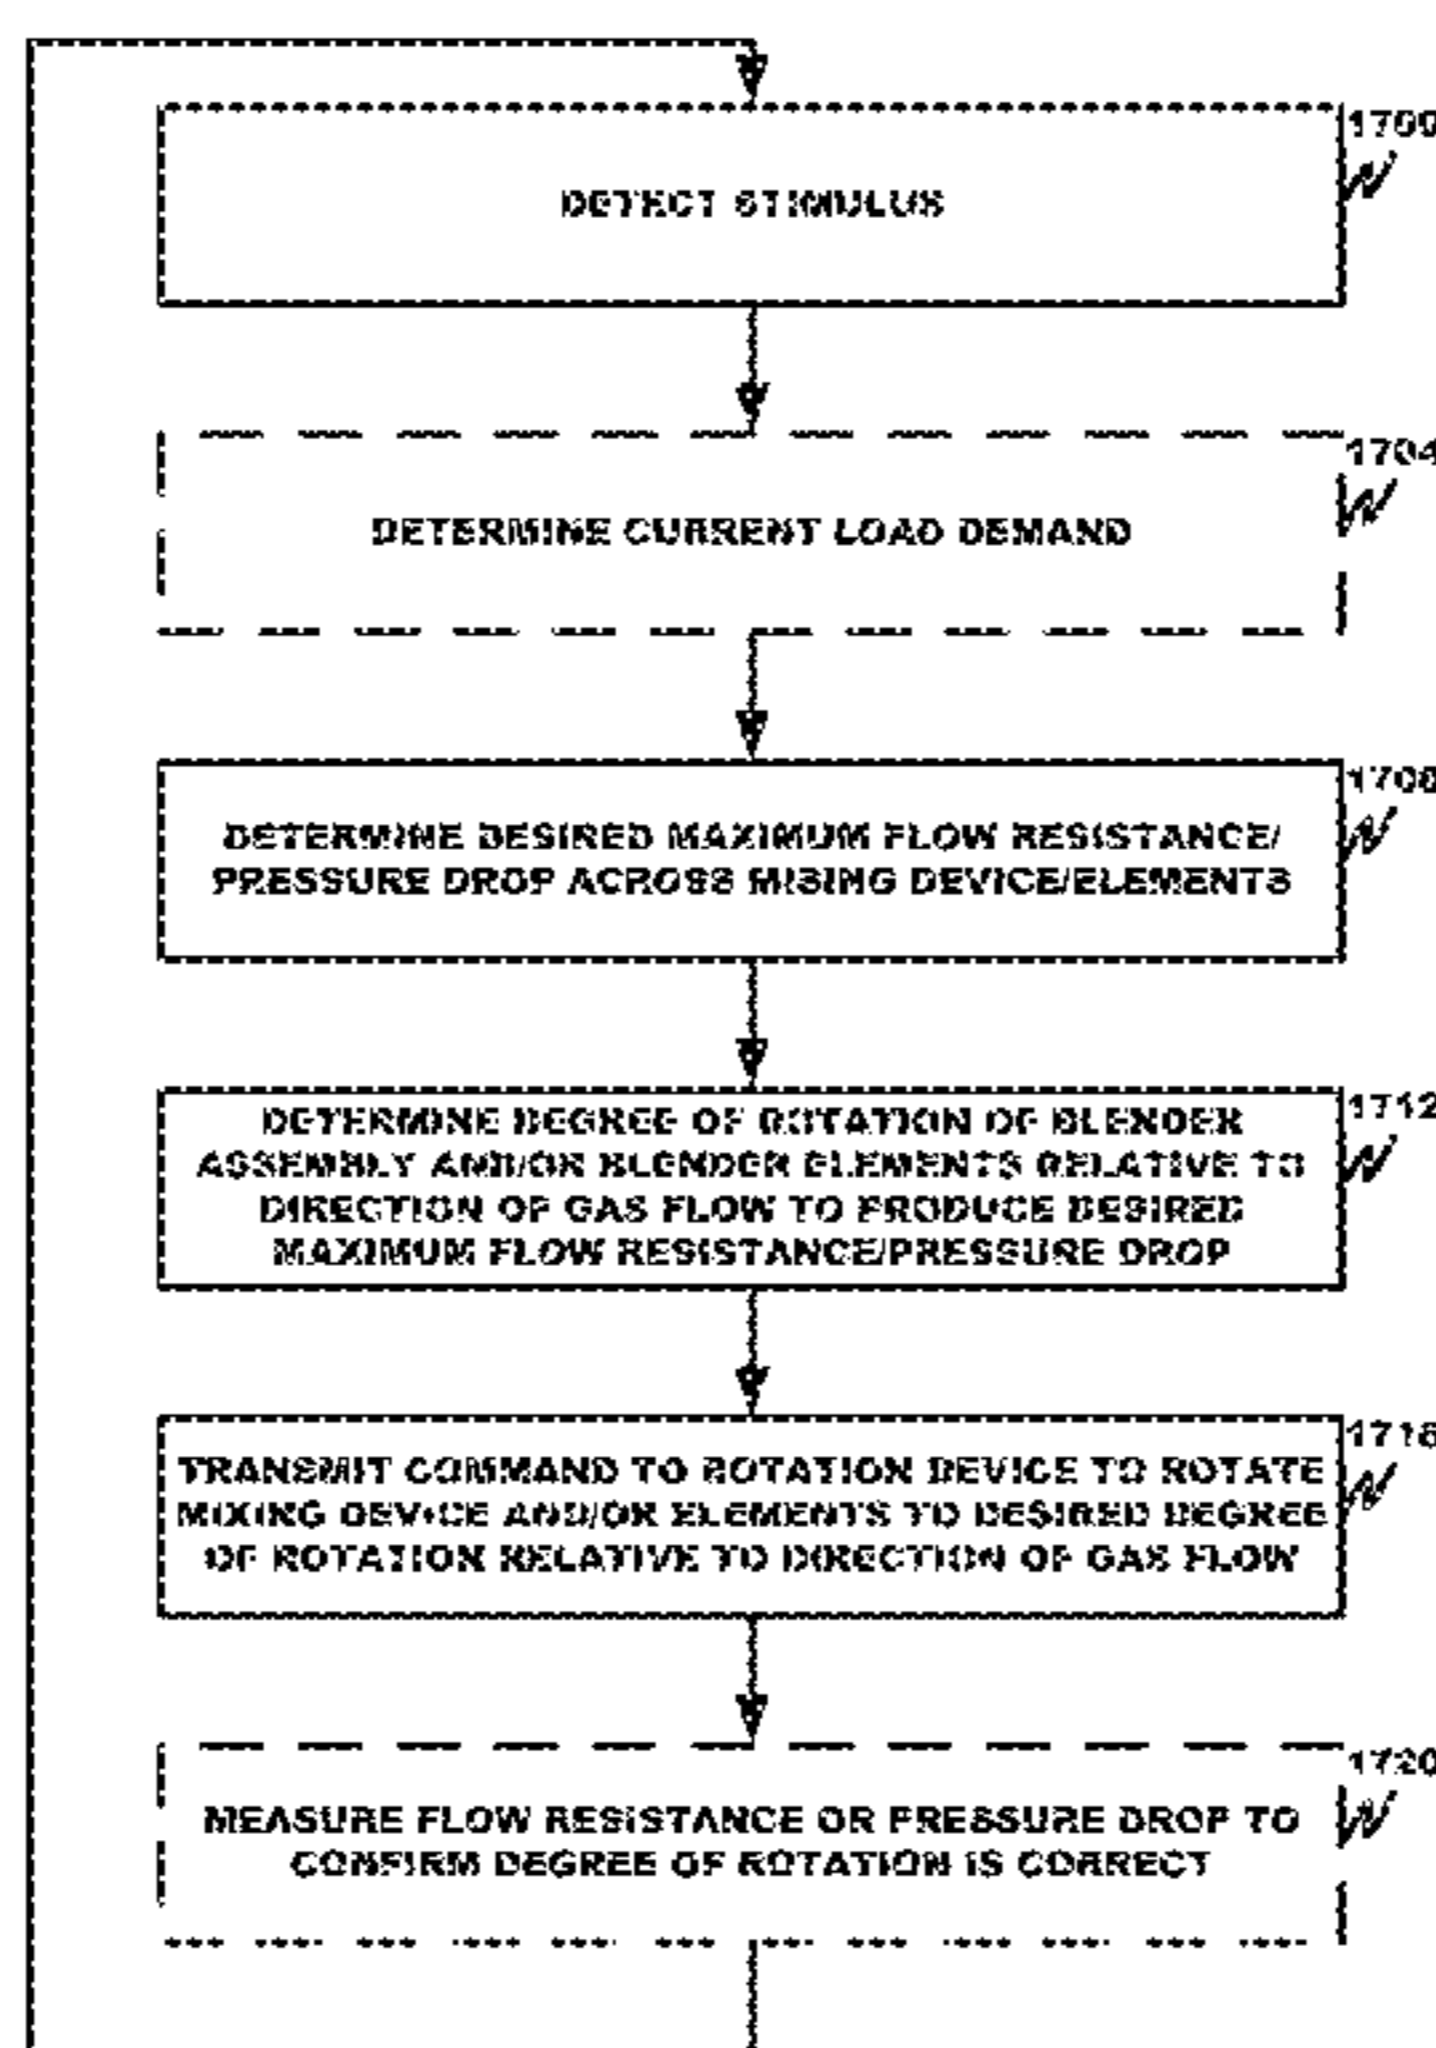 1700
DETECT STIMULUS
1704
DETERMINE CURRENT LOAD DEMAND
1708
DETERMINE DESIRED MAXIMUM FLOW RESISTANCE/
PRESSURE DROP ACROSS MISING DEVICE/ELEMENTS
1712
DETERMINE DEGREE OF ROTATION OF BLENDER
ASSEMBLY AND/OR BLENDER ELEMENTS RELATIVE TO
DIRECTION OF GAS FLOW TO PRODUCE DESIRED
MAXIMUM FLOW RESISTANCE/PRESSURE DROP
1716
TRANSMIT COMMAND TO ROTATION DEVICE TO ROTATE
MIXING DEVICE AND/OR ELEMENTS TO DESIRED DEGREE
OF ROTATION RELATIVE TO DIRECTION OF GAS FLOW
1720
MEASURE FLOW RESISTANCE OR PRESSURE DROP TO
CONFIRM DEGREE OF ROTATION IS CORRECT